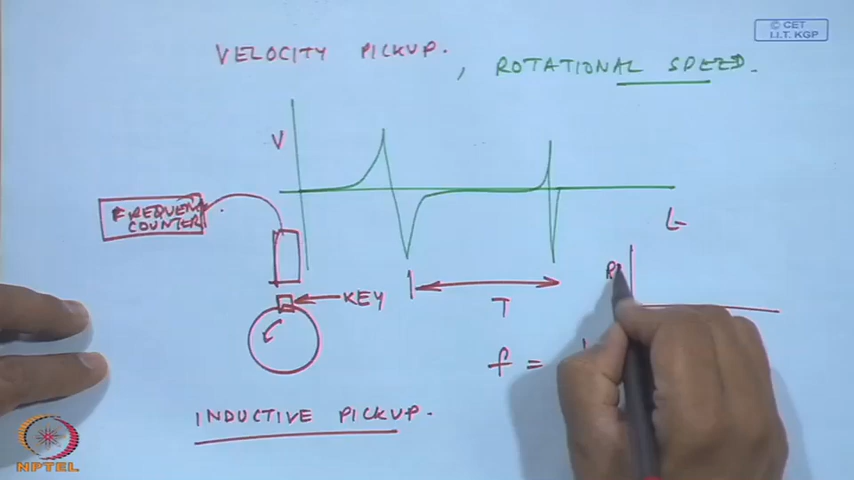 © CET
I.I.T. KGP
VELOCITY PICKUP.
, ROTATIONAL SPEED.
V
FREQUENCY
COUNTER
t
KEY
T
f =
INDUCTIVE PICKUP.
NPTEL